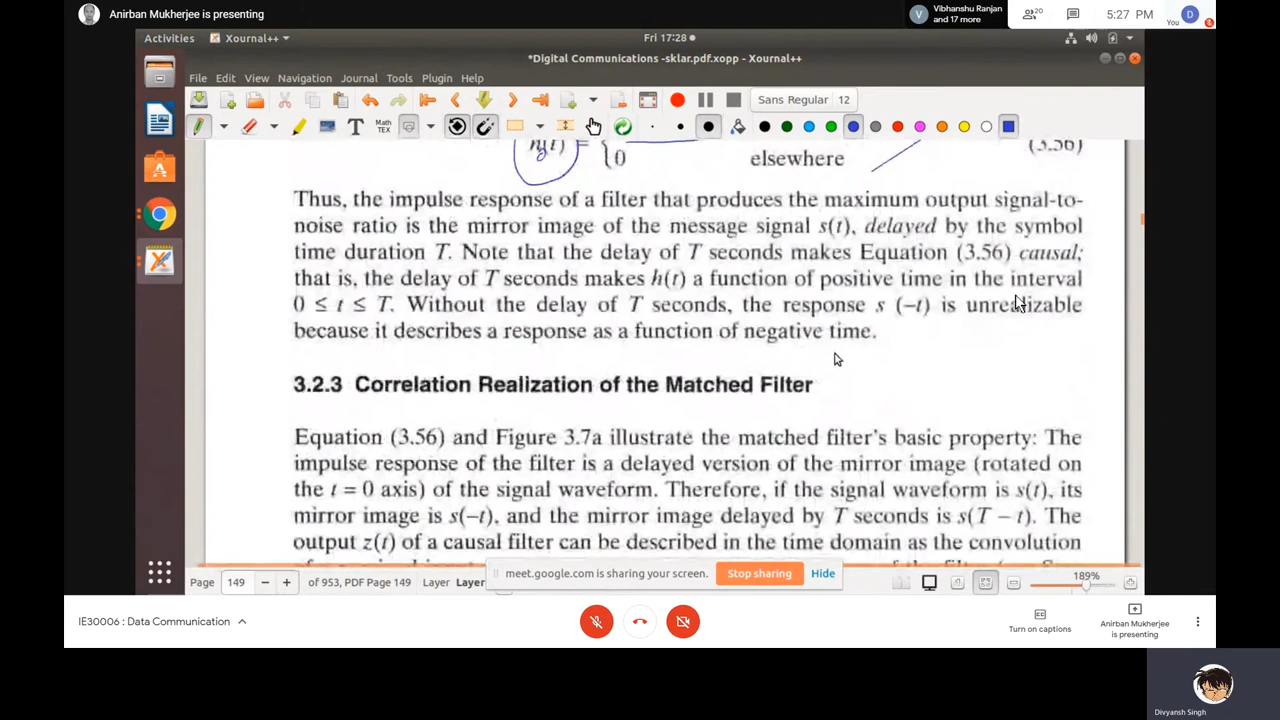 Anirban Mukherjee is presenting
Vibhanshu Ranjan
and 17 more
20
5:27 PM
You
D
V
Activities
Xournal++
Fri 17:28
*Digital Communications -sklar.pdf.xopp - Xournal++
File Edit View Navigation Journal Tools Plugin Help
Sans Regular 12
T
Math
TEX
0 elsewhere
(3.56)
Thus, the impulse response of a filter that produces the maximum output signal-to-
noise ratio is the mirror image of the message signal s(t), delayed by the symbol
time duration T. Note that the delay of T seconds makes Equation (3.56) causal;
that is, the delay of T seconds makes h(t) a function of positive time in the interval
0 ≤ t ≤ T. Without the delay of T seconds, the response s (−t) is unrealizable
because it describes a response as a function of negative time.
3.2.3 Correlation Realization of the Matched Filter
Equation (3.56) and Figure 3.7a illustrate the matched filter's basic property: The
impulse response of the filter is a delayed version of the mirror image (rotated on
the t = 0 axis) of the signal waveform. Therefore, if the signal waveform is s(t), its
mirror image is s(−t), and the mirror image delayed by T seconds is s(T − t). The
output z(t) of a causal filter can be described in the time domain as the convolution
meet.google.com is sharing your screen. Stop sharing Hide
Page 149 − + of 953, PDF Page 149 Layer Layer
189%
IE30006 : Data Communication
CC
Turn on captions
Anirban Mukherjee
is presenting
Divyansh Singh